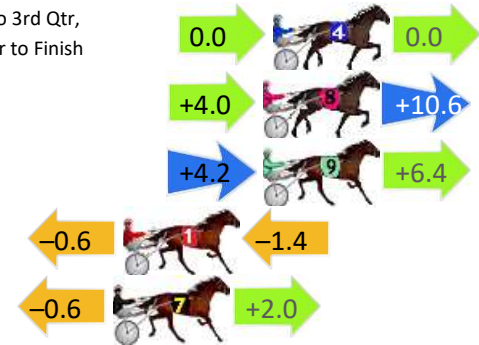 o 3rd Qtr,
r to Finish
0.0 4 0.0
+4.0 8 +10.6
+4.2 9 +6.4
–0.6 1 –1.4
–0.6 7 +2.0